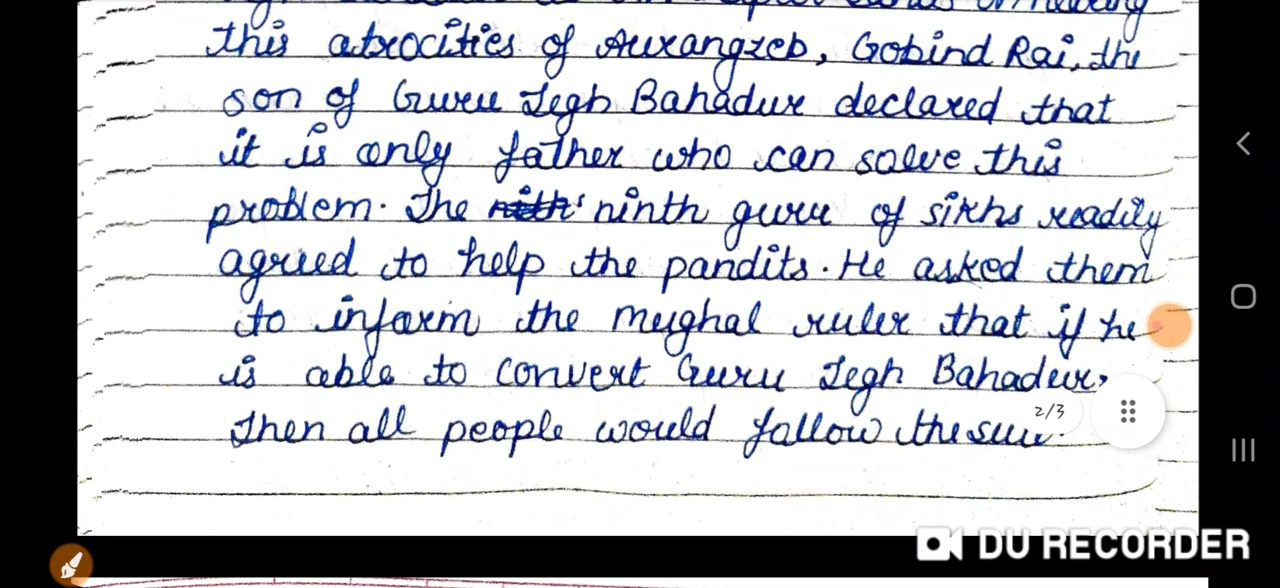 this atrocities of Aurangzeb, Gobind Rai, the
son of Guru Tegh Bahadur declared that
it is only father who can solve this
problem. The ninth guru of sikhs readily
agreed to help the pandits. He asked them
to inform the mughal ruler that if he
is able to convert Guru Tegh Bahadur,
then all people would follow the
2/3
DU RECORDER